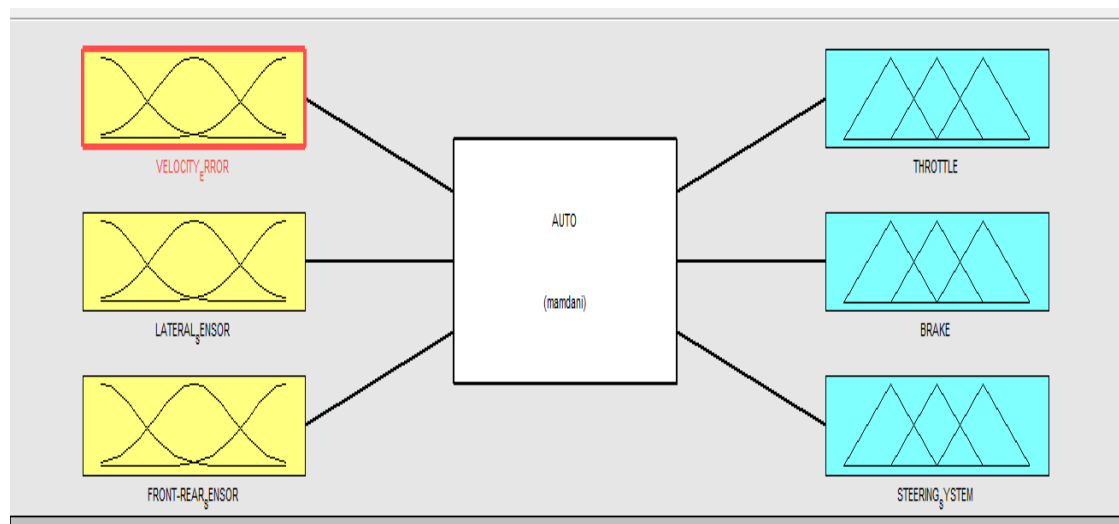 VELOCITY_ERROR
THROTTLE
AUTO
LATERAL_SENSOR
BRAKE
(mamdani)
FRONT-REAR_SENSOR
STEERING_SYSTEM